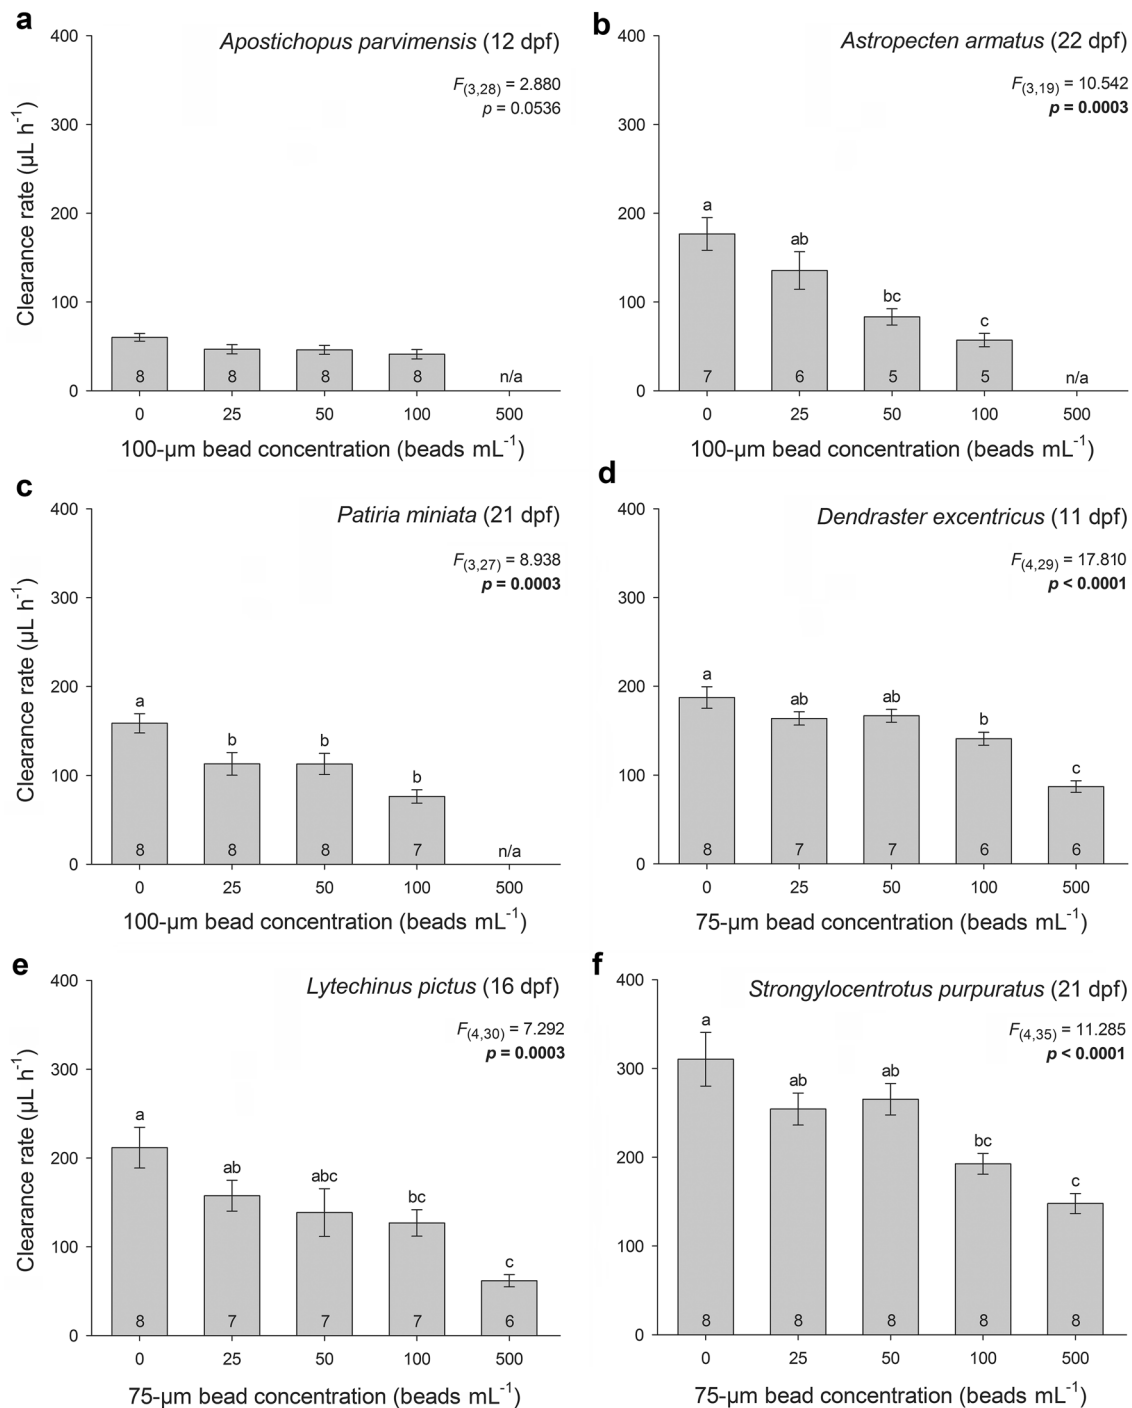 a
Apostichopus parvimensis (12 dpf)
F(3,28) = 2.880
p = 0.0536
Clearance rate (µL h-1)
400
300
200
100
0
8 8 8 8 n/a
0 25 50 100 500
100-µm bead concentration (beads mL-1)
b
Astropecten armatus (22 dpf)
F(3,19) = 10.542
p = 0.0003
400
300
200
100
0
a ab bc c
7 6 5 5 n/a
0 25 50 100 500
100-µm bead concentration (beads mL-1)
c
Patiria miniata (21 dpf)
F(3,27) = 8.938
p = 0.0003
Clearance rate (µL h-1)
400
300
200
100
0
a b b b
8 8 8 7 n/a
0 25 50 100 500
100-µm bead concentration (beads mL-1)
d
Dendraster excentricus (11 dpf)
F(4,29) = 17.810
p < 0.0001
400
300
200
100
0
a ab ab b c
8 7 7 6 6
0 25 50 100 500
75-µm bead concentration (beads mL-1)
e
Lytechinus pictus (16 dpf)
F(4,30) = 7.292
p = 0.0003
Clearance rate (µL h-1)
400
300
200
100
0
a ab abc bc c
8 7 7 7 6
0 25 50 100 500
75-µm bead concentration (beads mL-1)
f
Strongylocentrotus purpuratus (21 dpf)
F(4,35) = 11.285
p < 0.0001
400
300
200
100
0
a ab ab bc c
8 8 8 8 8
0 25 50 100 500
75-µm bead concentration (beads mL-1)